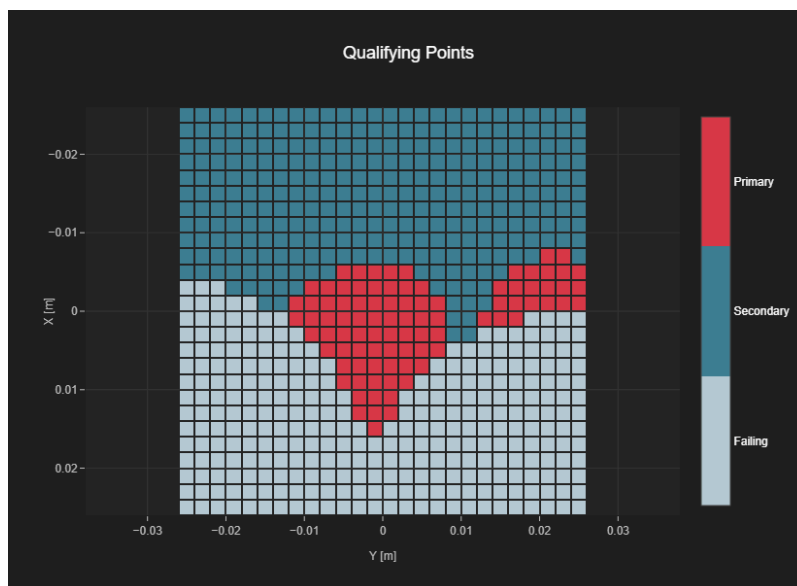 Qualifying Points
X [m]
−0.02
−0.01
0
0.01
0.02
−0.03
−0.02
−0.01
0
0.01
0.02
0.03
Y [m]
Primary
Secondary
Failing